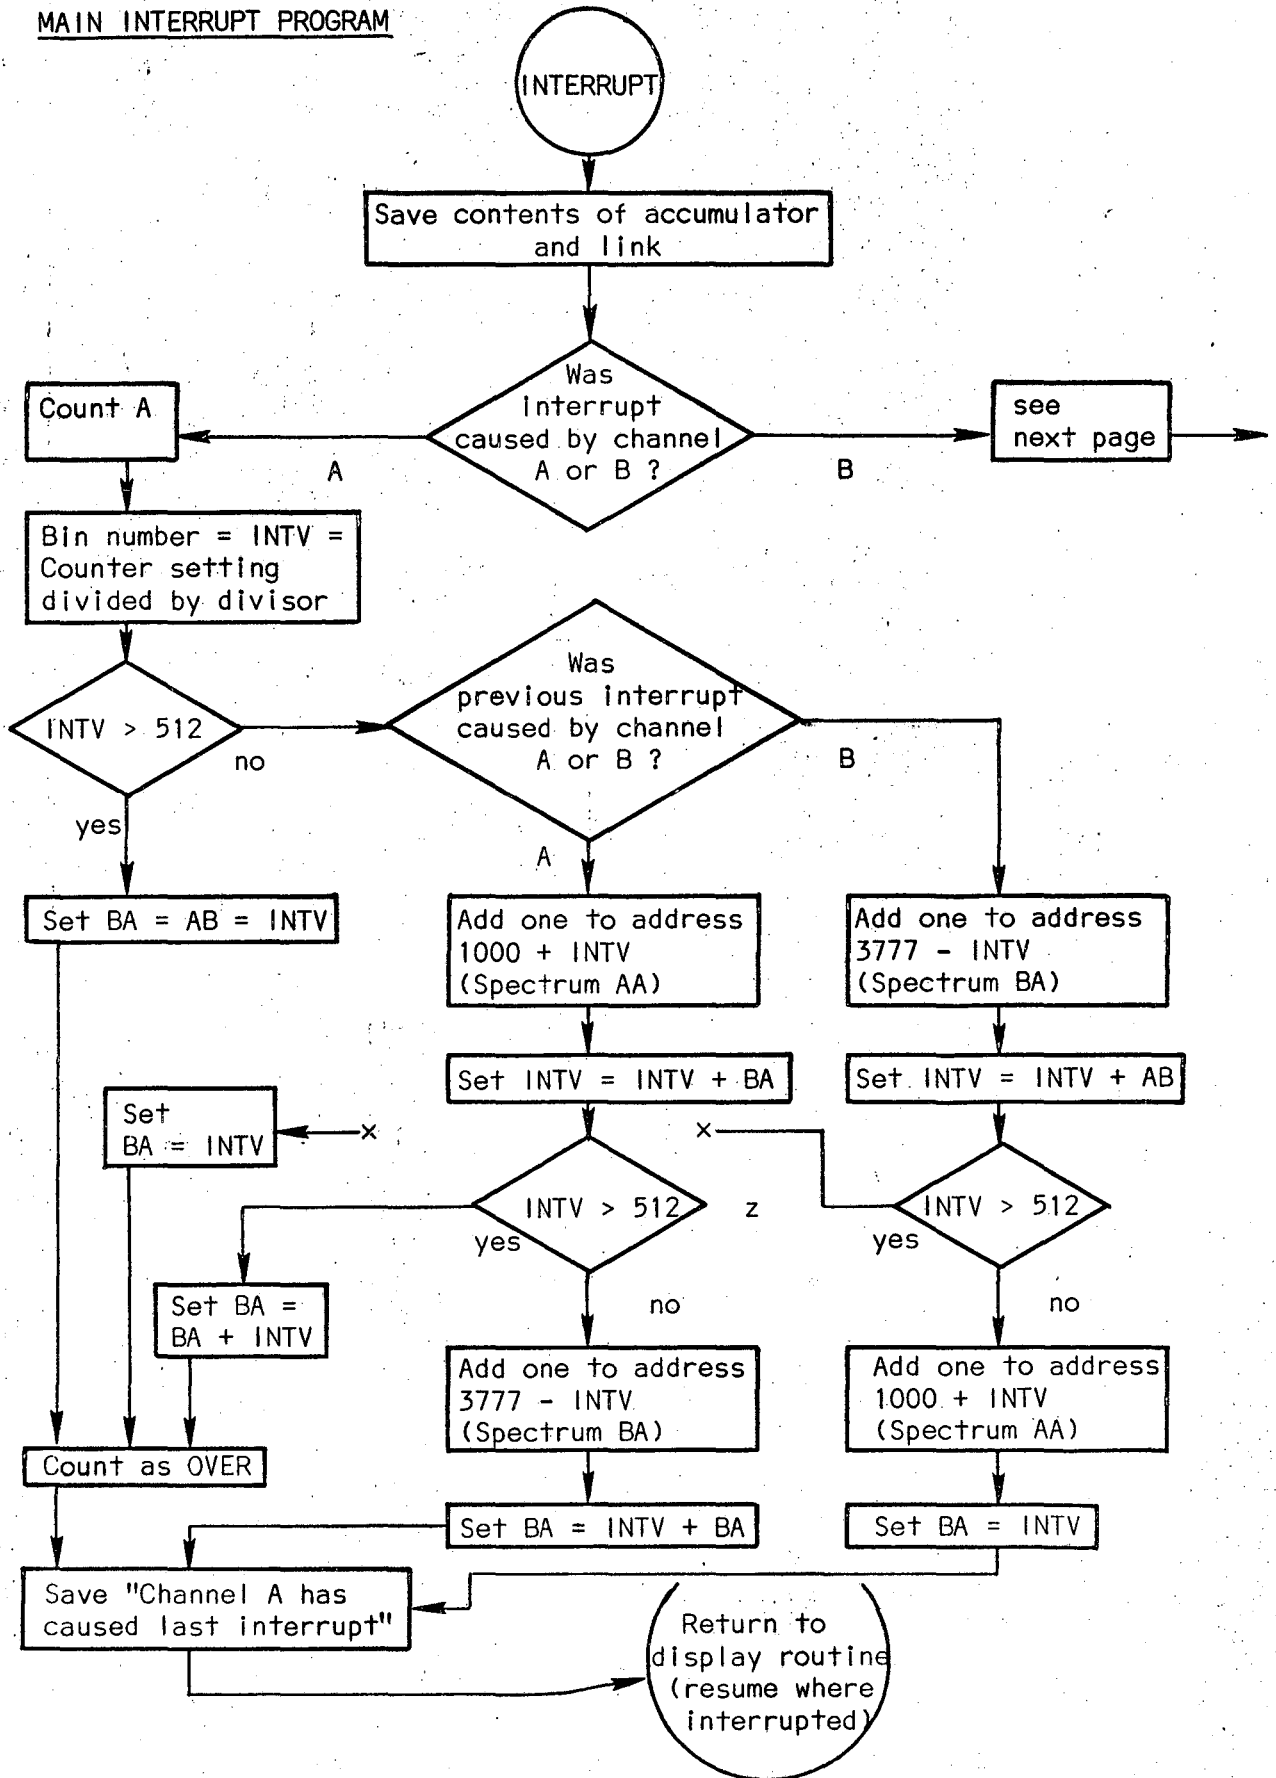 MAIN INTERRUPT PROGRAM
INTERRUPT
Save contents of accumulator
and link
Was
interrupt
caused by channel
A or B ?
A
B
Count A
see
next page
Bin number = INTV =
Counter setting
divided by divisor
INTV > 512
no
yes
Was
previous interrupt
caused by channel
A or B ?
A
B
Set BA = AB = INTV
Add one to address
1000 + INTV
(Spectrum AA)
Add one to address
3777 - INTV
(Spectrum BA)
Set INTV = INTV + BA
Set INTV = INTV + AB
Set
BA = INTV
x
x
INTV > 512
z
yes
no
INTV > 512
yes
no
Set BA =
BA + INTV
Add one to address
3777 - INTV
(Spectrum BA)
Add one to address
1000 + INTV
(Spectrum AA)
Count as OVER
Set BA = INTV + BA
Set BA = INTV
Save "Channel A has
caused last interrupt"
Return to
display routine
(resume where
interrupted)